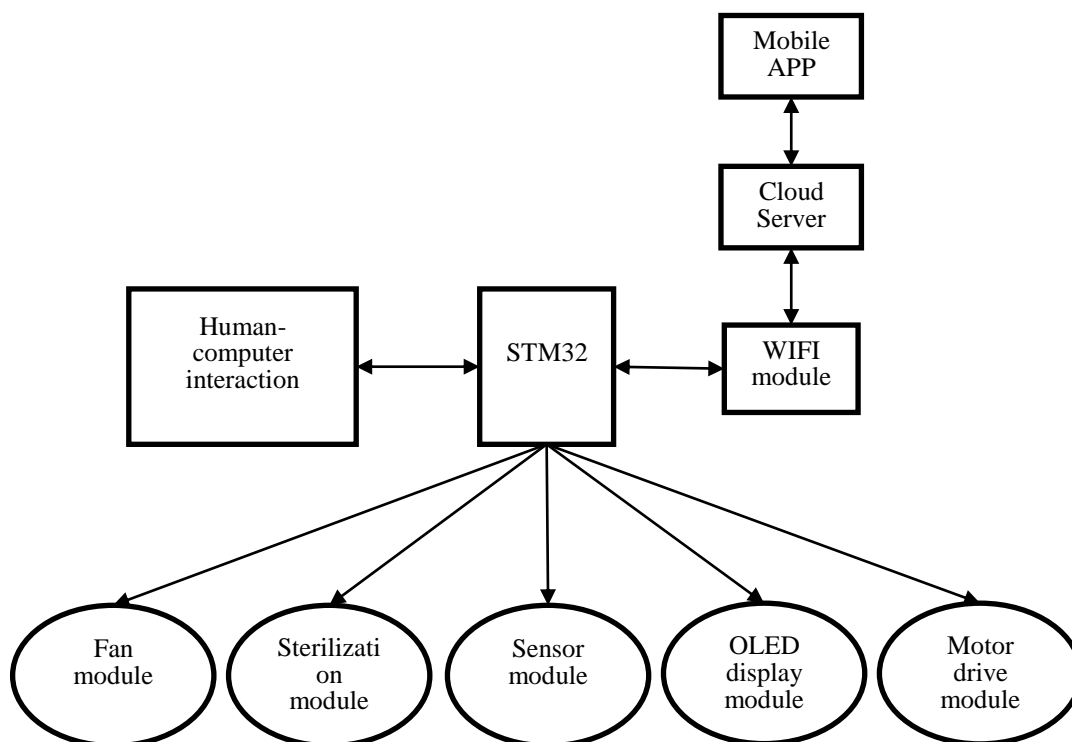 Mobile
APP
Cloud
Server
Human-
computer
interaction
STM32
WIFI
module
Fan
module
Sterilizati
on module
Sensor
module
OLED
display
module
Motor
drive
module